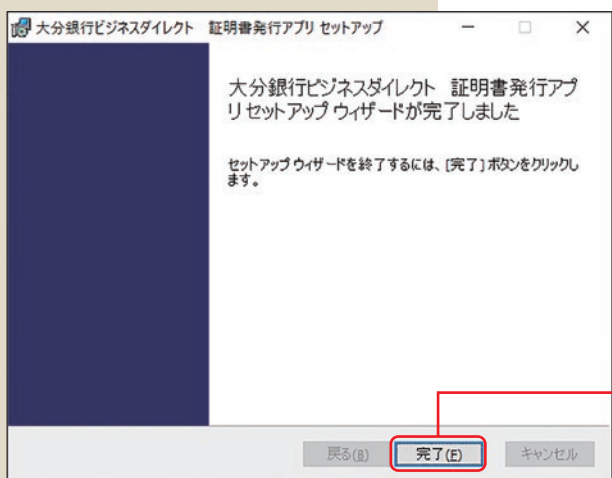 大分銀行ビジネスダイレクト　証明書発行アプリ セットアップ
大分銀行ビジネスダイレクト　証明書発行アプ
リ セットアップ ウィザードが完了しました
セットアップ ウィザードを終了するには、[完了] ボタンをクリックし
ます。
戻る(B) 完了(F) キャンセル